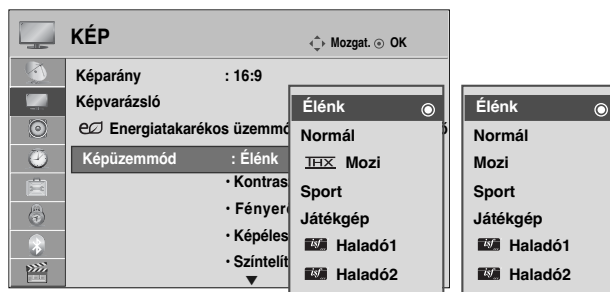 KÉP
Mozgat. OK
Képarány : 16:9
Képvarázsló
Energiatakarékos üzemmó
Képüzemmód : Élénk
• Kontras
• Fényer
• Képéles
• Színtelít
Élénk
Normál
THX Mozi
Sport
Játékgép
isf Haladó1
isf Haladó2
Élénk
Normál
Mozi
Sport
Játékgép
isf Haladó1
isf Haladó2